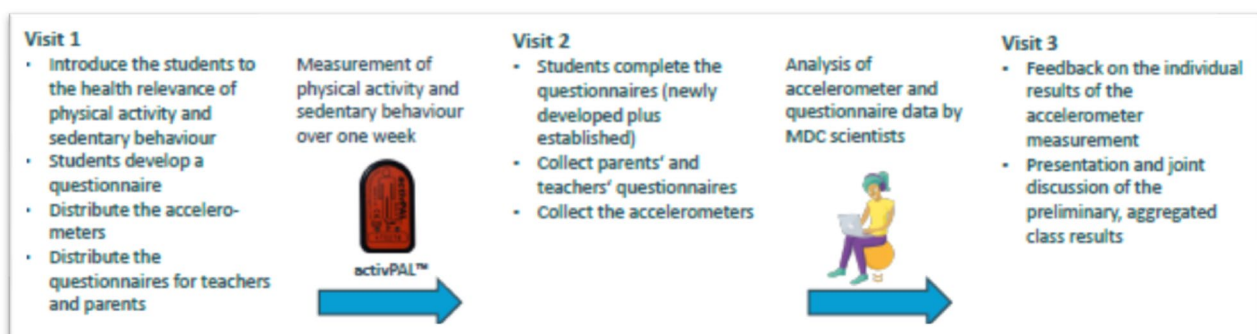 Visit 1
• Introduce the students to
the health relevance of
physical activity and
sedentary behaviour
• Students develop a
questionnaire
• Distribute the accelero-
meters
• Distribute the
questionnaires for teachers
and parents
Measurement of
physical activity and
sedentary behaviour
over one week
activPAL™
Visit 2
• Students complete the
questionnaires (newly
developed plus
established)
• Collect parents‘ and
teachers‘ questionnaires
• Collect the accelerometers
Analysis of
accelerometer and
questionnaire data by
MDC scientists
Visit 3
• Feedback on the individual
results of the
accelerometer
measurement
• Presentation and joint
discussion of the
preliminary, aggregated
class results